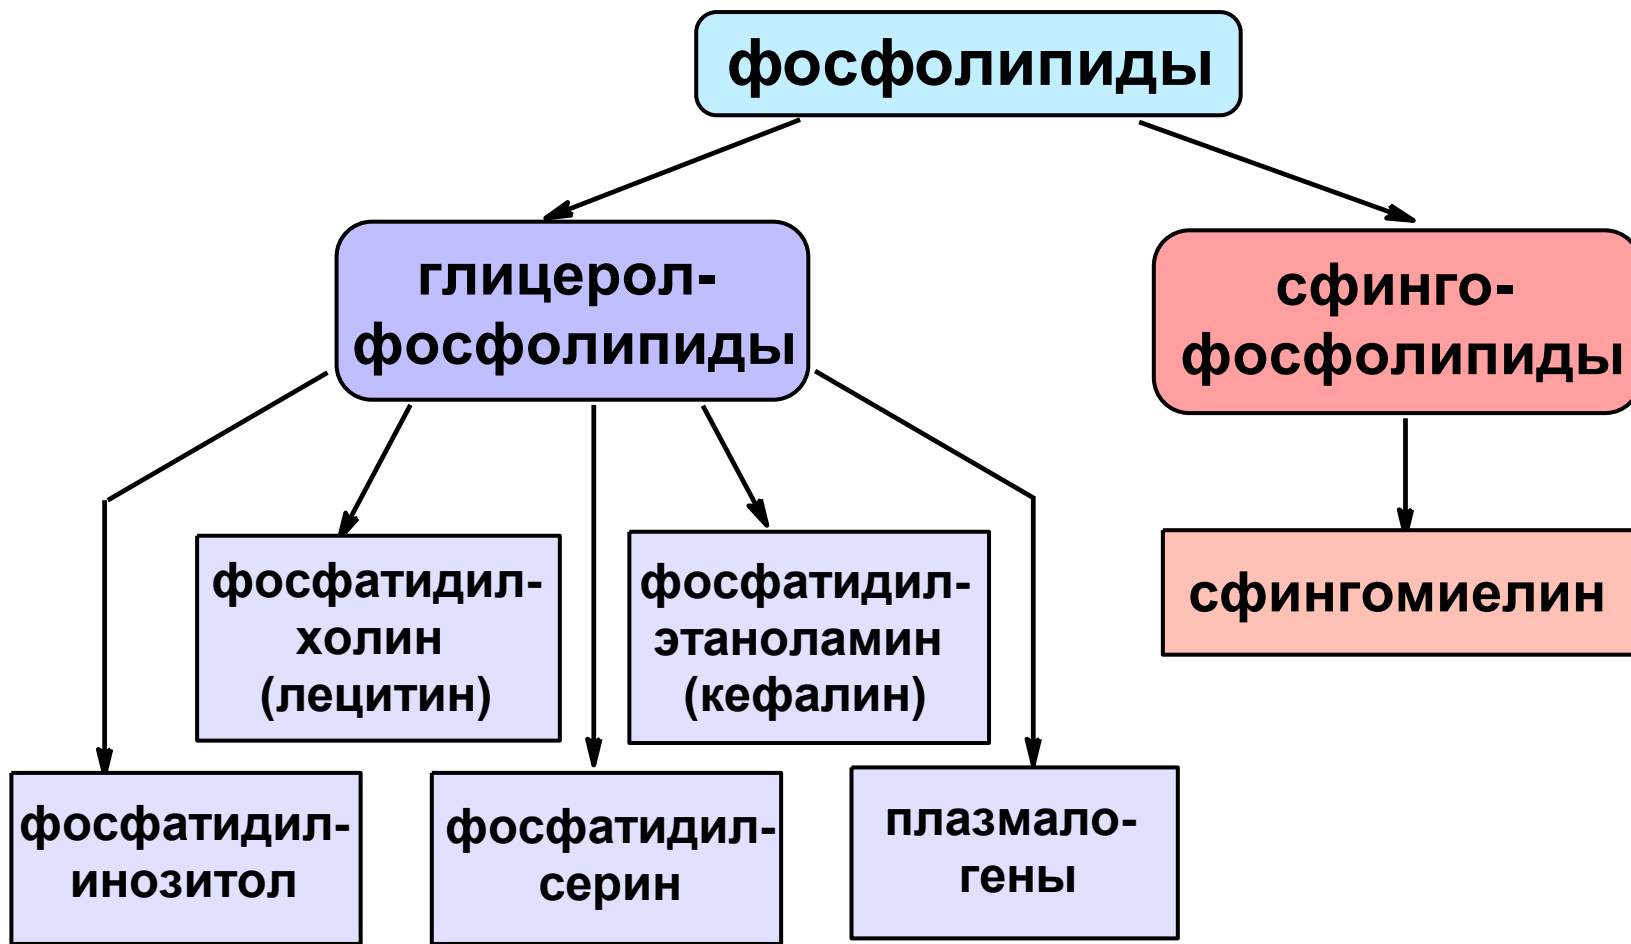 фосфолипиды
глицерол-
фосфолипиды
сфинго-
фосфолипиды
фосфатидил-
холин
(лецитин)
фосфатидил-
этаноламин
(кефалин)
сфингомиелин
фосфатидил-
инозитол
фосфатидил-
серин
плазмало-
гены